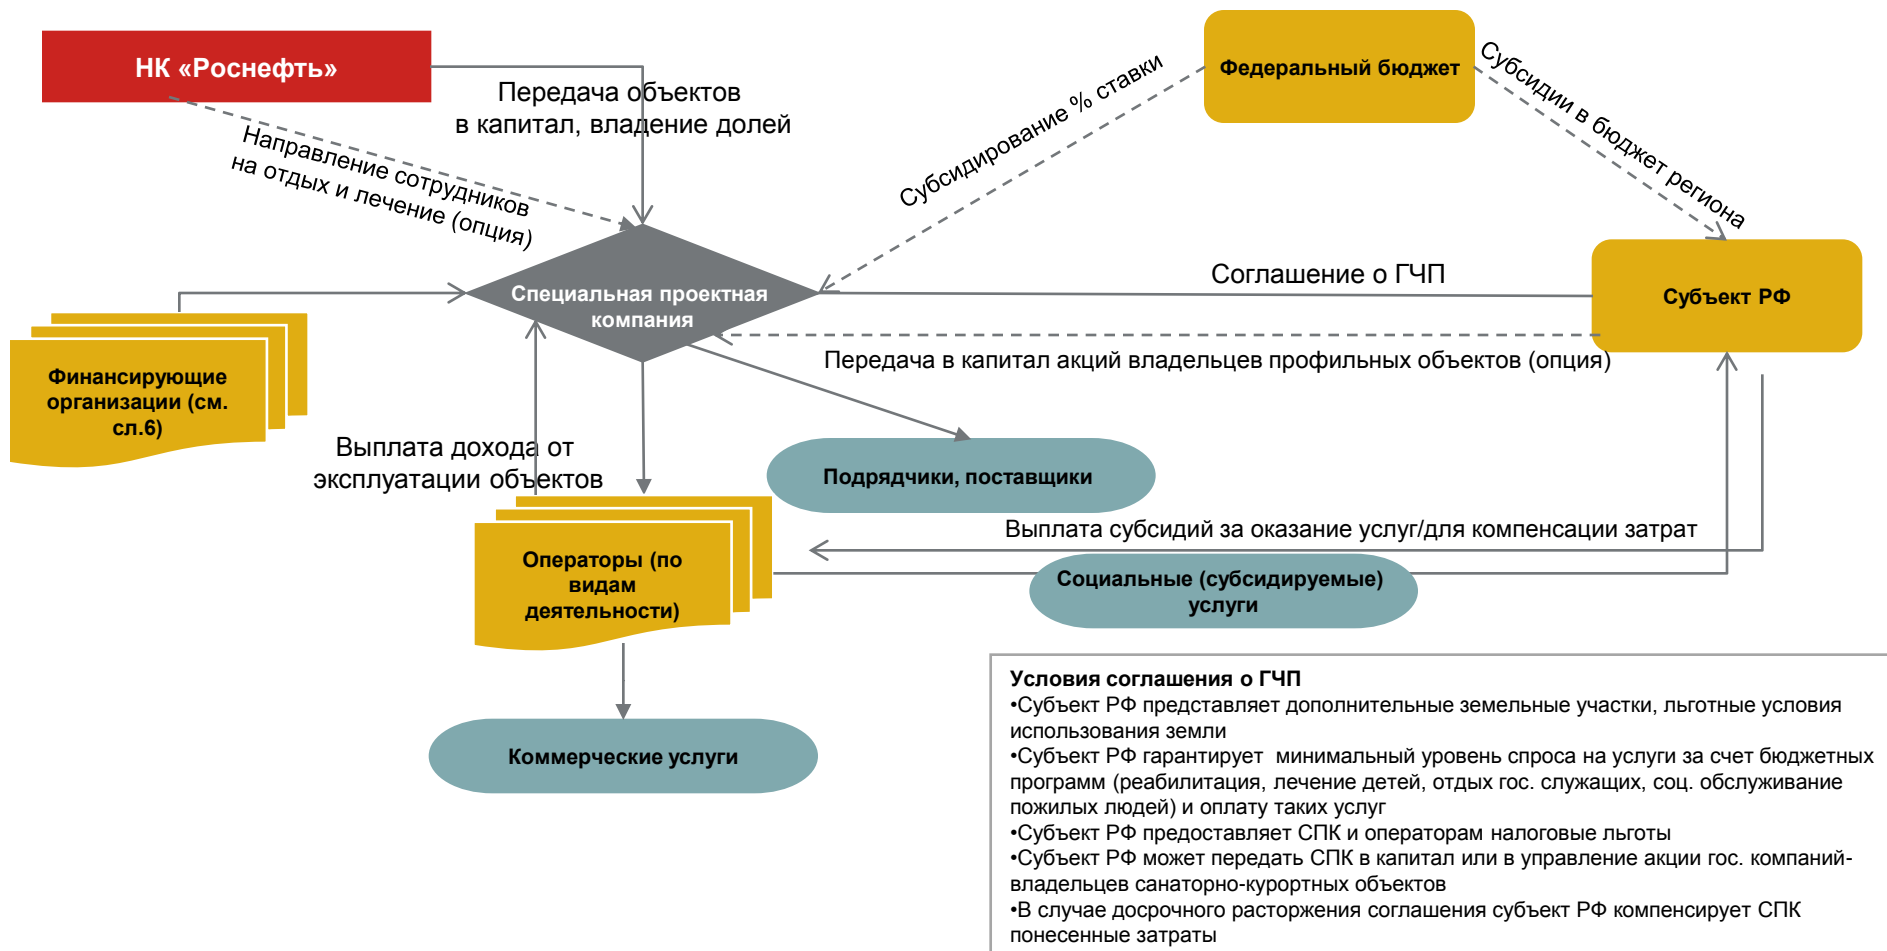 НК «Роснефть»
Федеральный бюджет
Передача объектов
в капитал, владение долей
Направление сотрудников
на отдых и лечение (опция)
Субсидирование % ставки
Субсидии в бюджет региона
Специальная проектная
компания
Соглашение о ГЧП
Субъект РФ
Передача в капитал акций владельцев профильных объектов (опция)
Финансирующие
организации (см.
сл.6)
Выплата дохода от
эксплуатации объектов
Подрядчики, поставщики
Выплата субсидий за оказание услуг/для компенсации затрат
Операторы (по
видам
деятельности)
Социальные (субсидируемые)
услуги
Коммерческие услуги
Условия соглашения о ГЧП
•Субъект РФ представляет дополнительные земельные участки, льготные условия
использования земли
•Субъект РФ гарантирует  минимальный уровень спроса на услуги за счет бюджетных
программ (реабилитация, лечение детей, отдых гос. служащих, соц. обслуживание
пожилых людей) и оплату таких услуг
•Субъект РФ предоставляет СПК и операторам налоговые льготы
•Субъект РФ может передать СПК в капитал или в управление акции гос. компаний-
владельцев санаторно-курортных объектов
•В случае досрочного расторжения соглашения субъект РФ компенсирует СПК
понесенные затраты